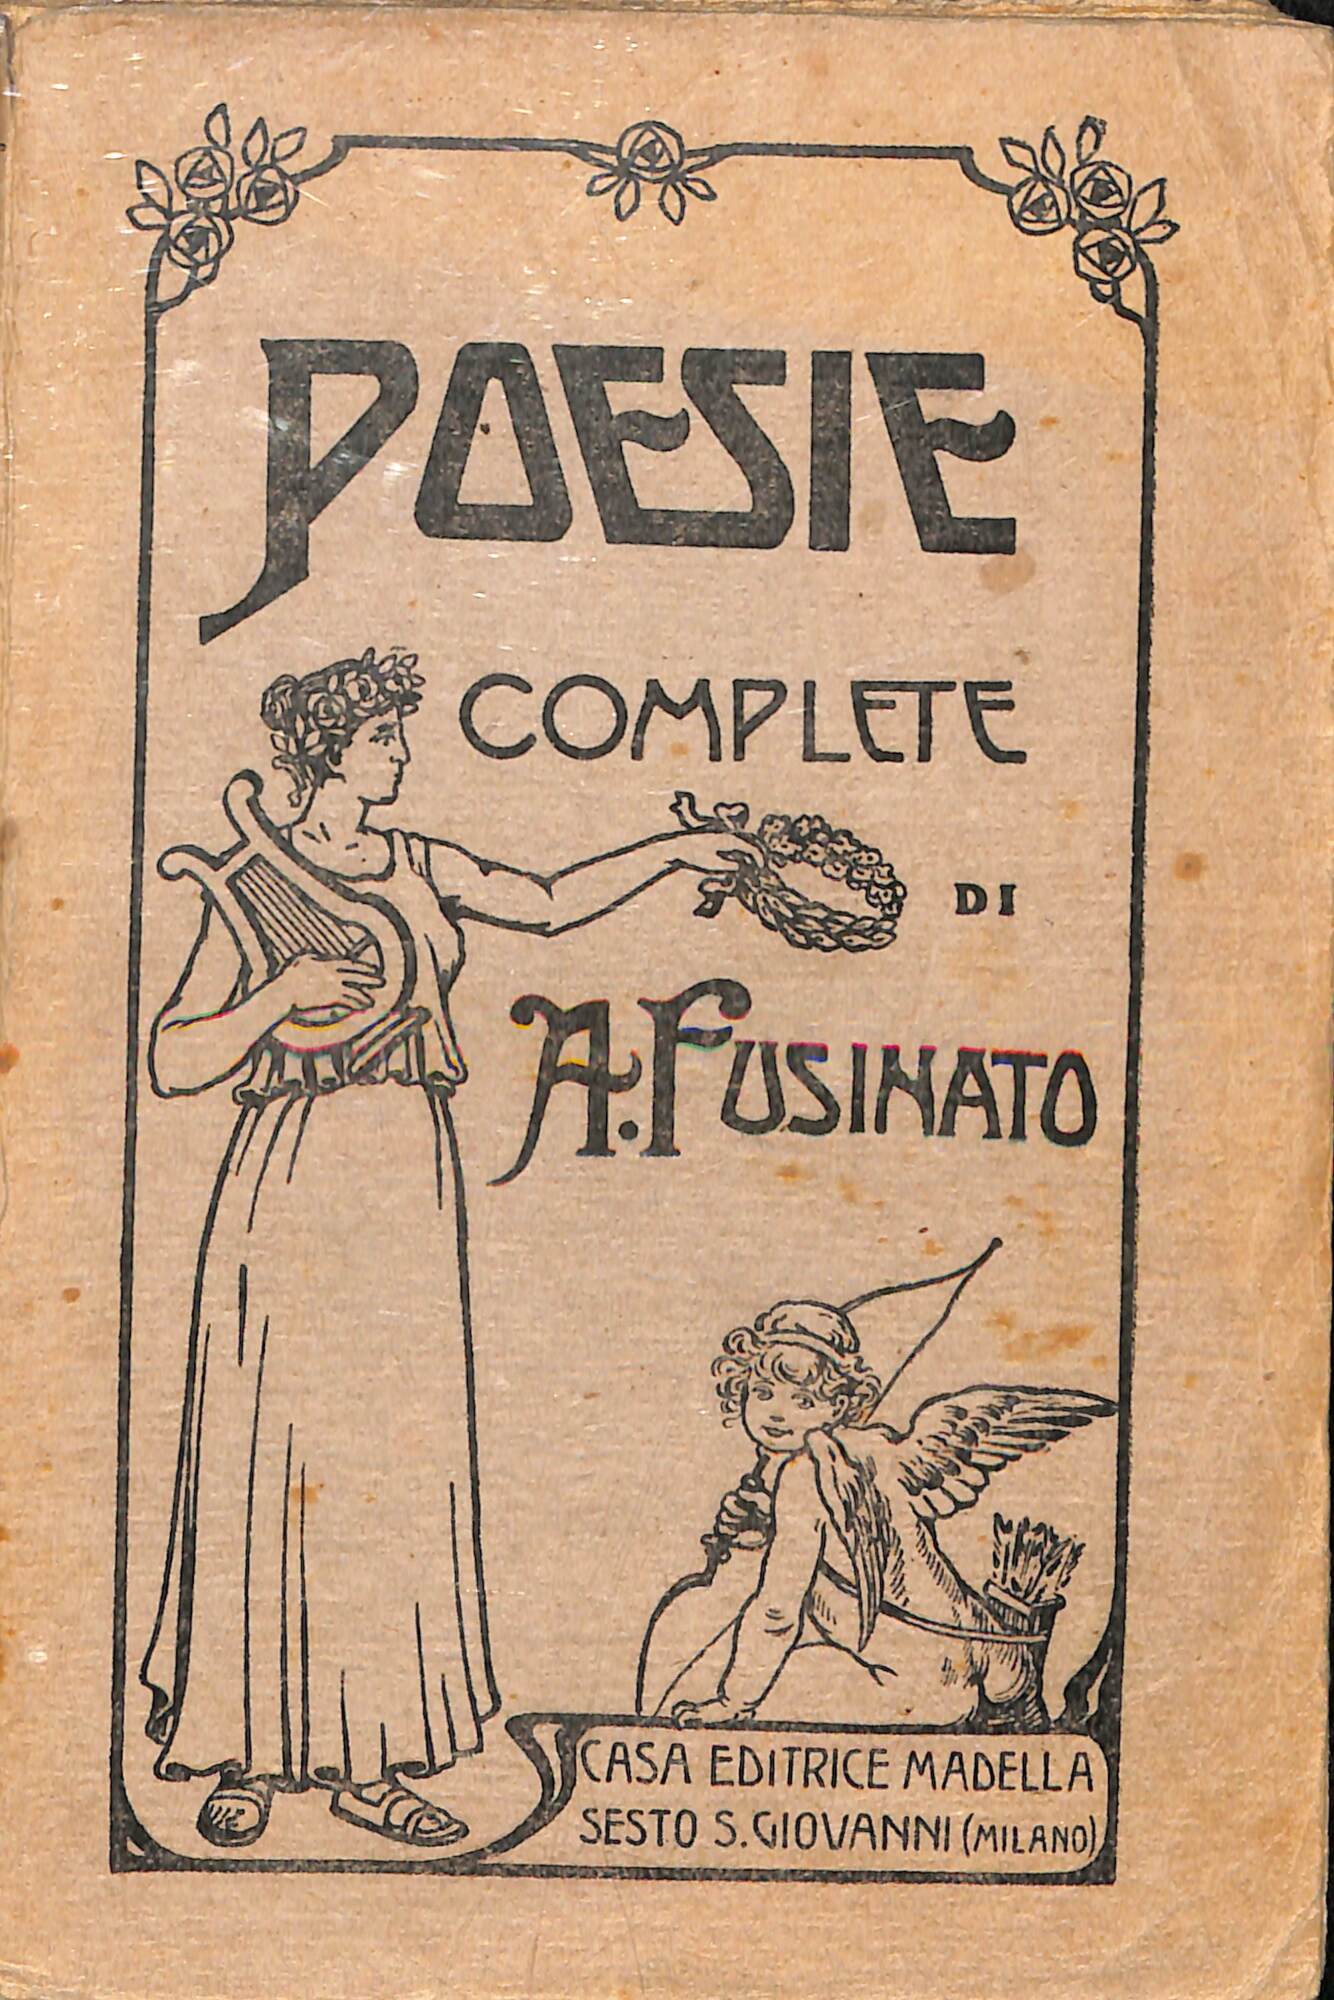 POESIE
COMPLETE
DI
A. FUSINATO
CASA EDITRICE MADELLA
SESTO S. GIOVANNI (MILANO)